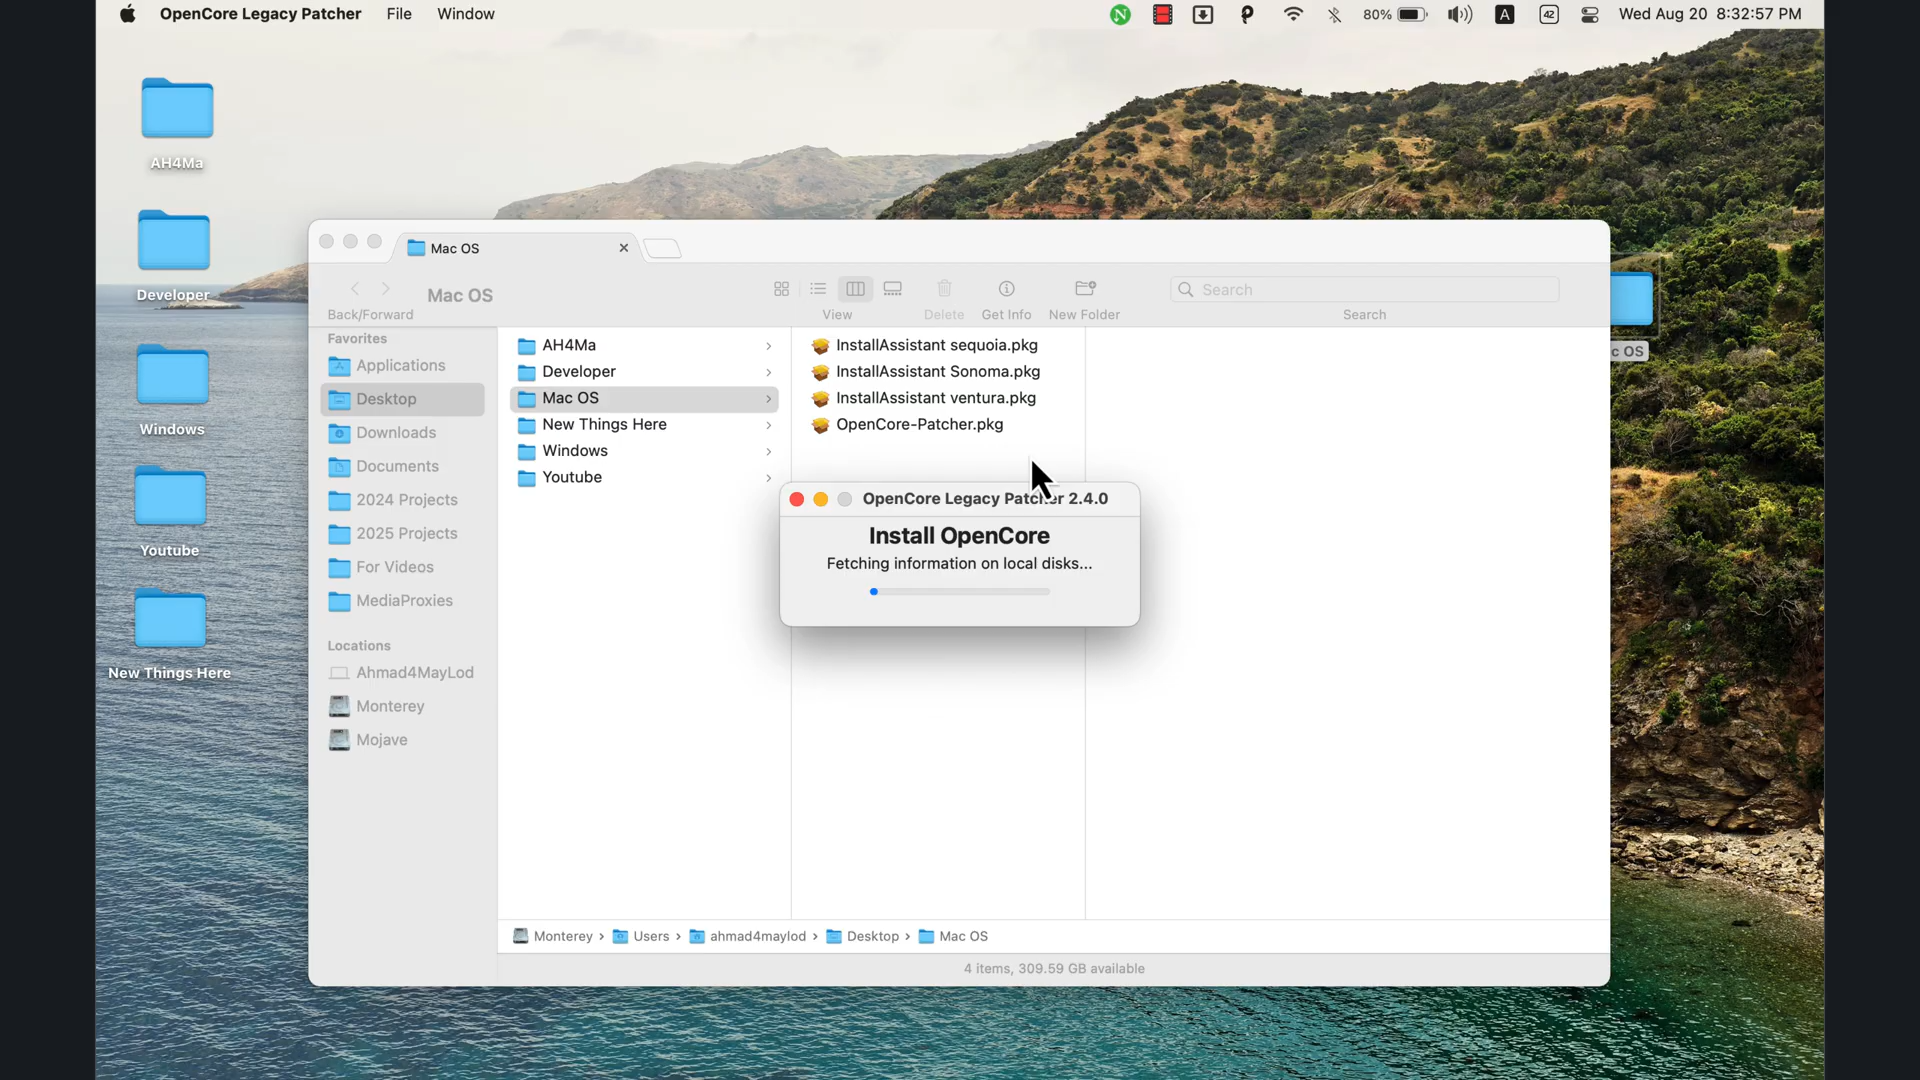 OpenCore Legacy Patcher File Window 80% A 42 Wed Aug 20 8:32:57 PM
AH4Ma
Developer
Windows
Youtube
New Things Here
c OS
Mac OS
Mac OS
Back/Forward
View
Delete
Get Info
New Folder
Search
Search
Favorites
Applications
Desktop
Downloads
Documents
2024 Projects
2025 Projects
For Videos
MediaProxies
Locations
Ahmad4MayLod
Monterey
Mojave
AH4Ma
Developer
Mac OS
New Things Here
Windows
Youtube
InstallAssistant sequoia.pkg
InstallAssistant Sonoma.pkg
InstallAssistant ventura.pkg
OpenCore-Patcher.pkg
OpenCore Legacy Patcher 2.4.0
Install OpenCore
Fetching information on local disks...
Monterey › Users › ahmad4maylod › Desktop › Mac OS
4 items, 309.59 GB available